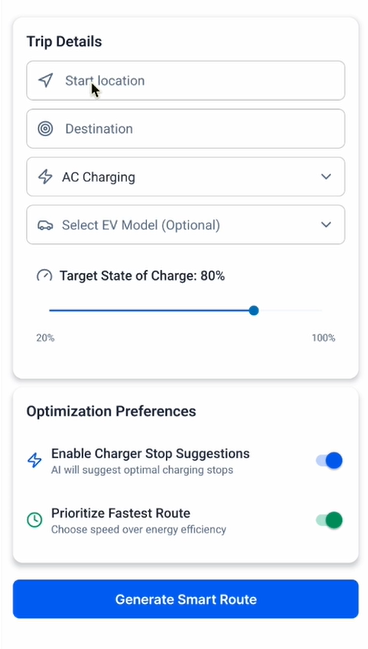 Trip Details
Start location
Destination
AC Charging
Select EV Model (Optional)
Target State of Charge: 80%
20% 100%
Optimization Preferences
Enable Charger Stop Suggestions
AI will suggest optimal charging stops
Prioritize Fastest Route
Choose speed over energy efficiency
Generate Smart Route